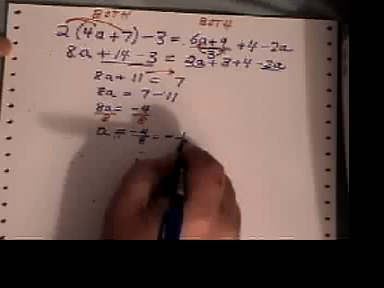 BOTH BOTH
2(4a+7)-3 = 6a+9/3 +4-2a
8a+14-3 = 2a+3+4-2a
8a+11 = 7
8a = 7-11
8a/8 = -4/8
a = -4/8 = -